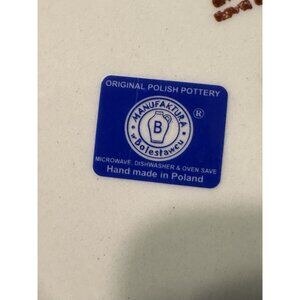 ORIGINAL POLISH POTTERY
MANUFAKTURA
B
w Bolesławcu
®
MICROWAVE, DISHWASHER & OVEN SAVE
Hand made in Poland